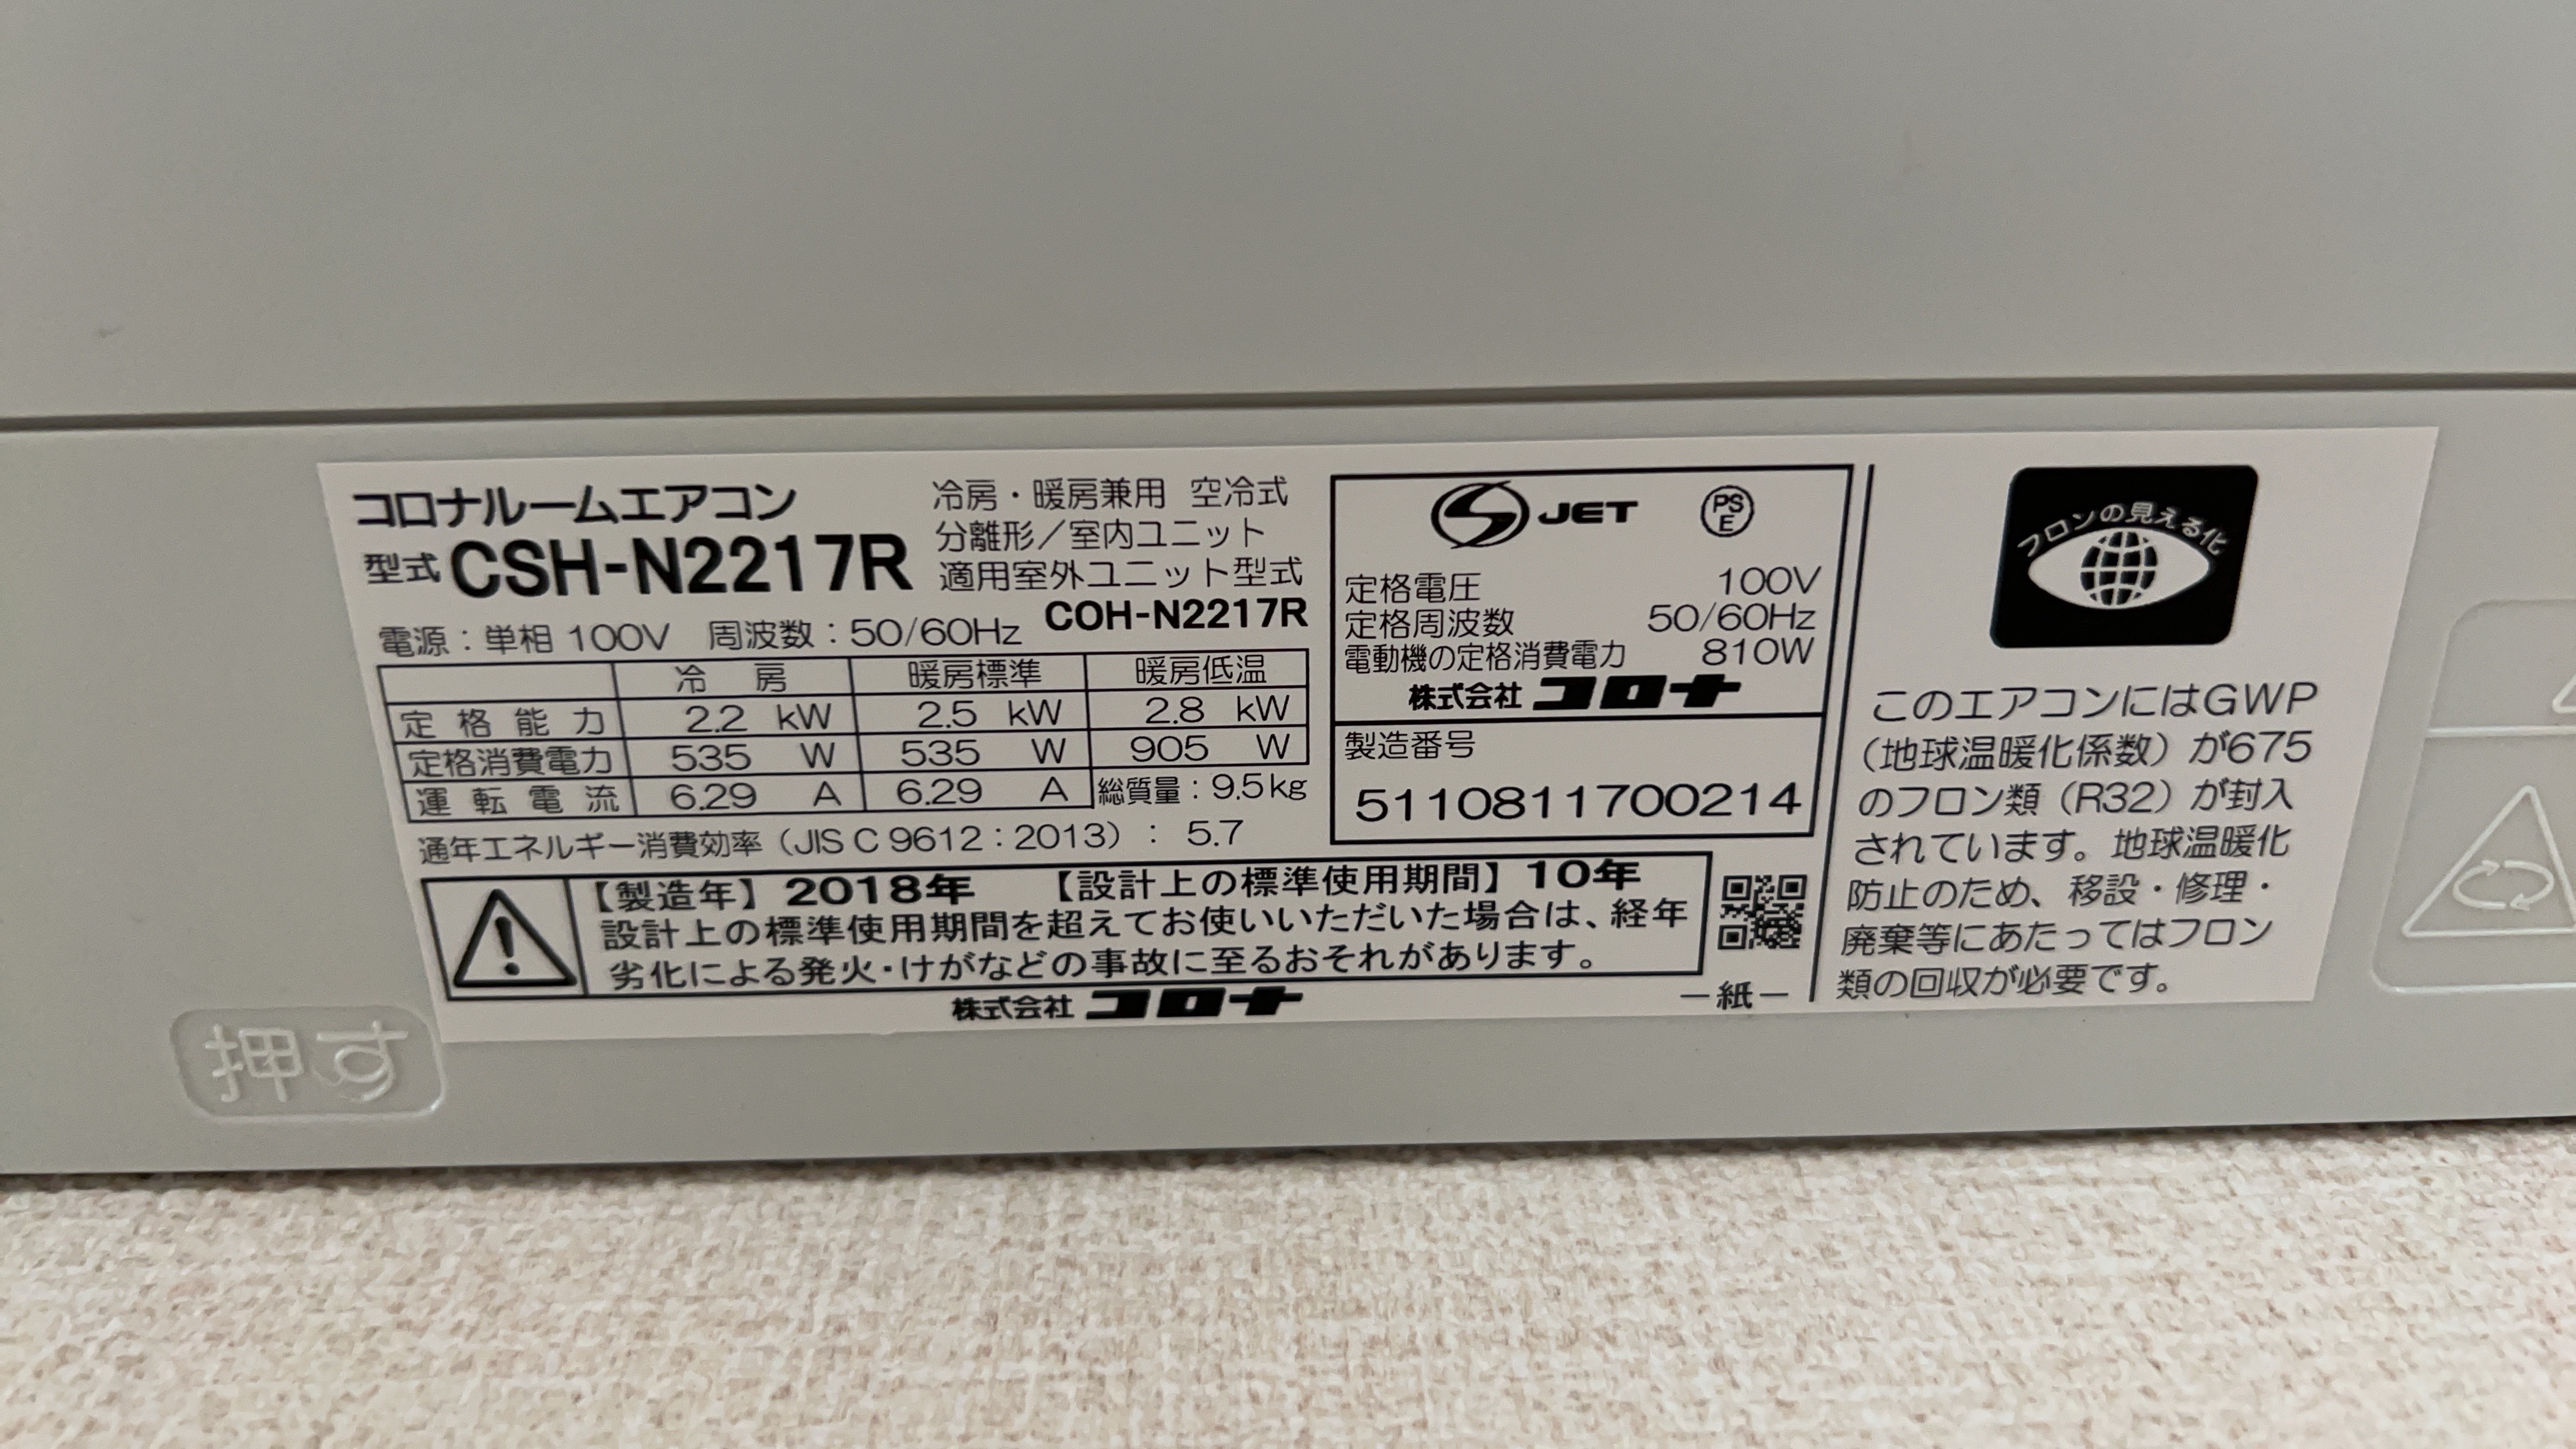 コロナルームエアコン
型式 CSH-N2217R
冷房・暖房兼用 空冷式
分離形／室内ユニット
適用室外ユニット型式
COH-N2217R
電源：単相 100V 周波数：50/60Hz
冷 房 暖房標準 暖房低温
定 格 能 力 2.2 kW 2.5 kW 2.8 kW
定格消費電力 535 W 535 W 905 W
運 転 電 流 6.29 A 6.29 A 総質量：9.5kg
通年エネルギー消費効率（JIS C 9612：2013）： 5.7
【製造年】2018年 【設計上の標準使用期間】10年
設計上の標準使用期間を超えてお使いいただいた場合は、経年
劣化による発火・けがなどの事故に至るおそれがあります。
株式会社 コロナ
JET
PS
E
定格電圧 100V
定格周波数 50/60Hz
電動機の定格消費電力 810W
株式会社 コロナ
製造番号
5110811700214
－紙－
フロンの見える化
このエアコンにはGWP
（地球温暖化係数）が675
のフロン類（R32）が封入
されています。地球温暖化
防止のため、移設・修理・
廃棄等にあたってはフロン
類の回収が必要です。
押す